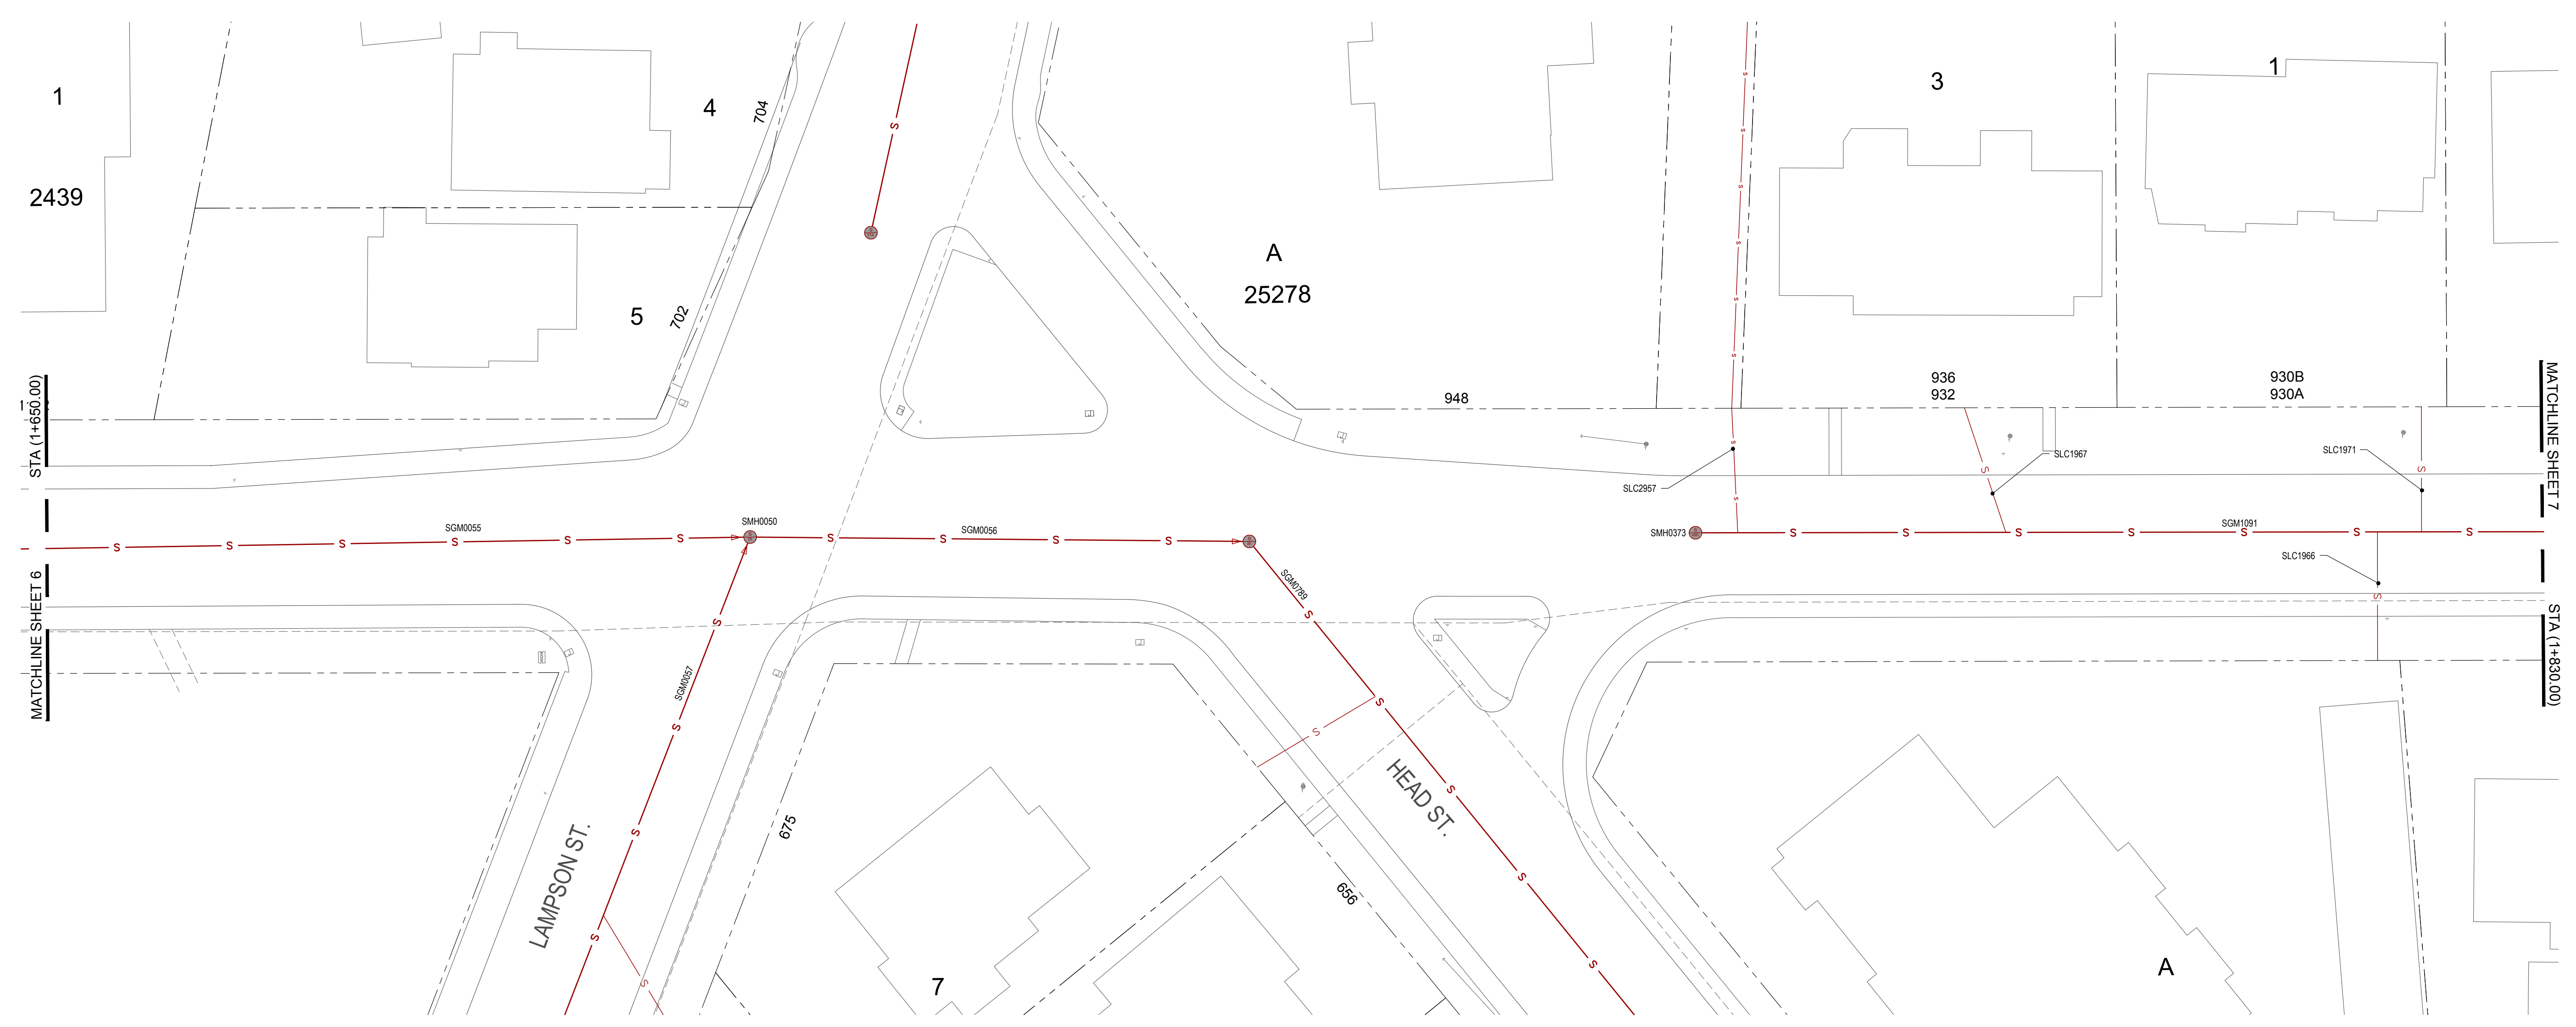 1
4
704
3
1
2439
A
25278
5
702
STA (1+650.00)
MATCHLINE SHEET 7
948
936
932
930B
930A
SLC2957
SLC1967
SLC1971
SGM0055
SMH0050
SGM0056
SMH0373
SGM1091
SLC1966
S S S S S S S S S S S S S S S S S
MATCHLINE SHEET 6
SGM0789
STA (1+830.00)
SGM0057
HEAD ST.
LAMPSON ST.
675
656
7
A